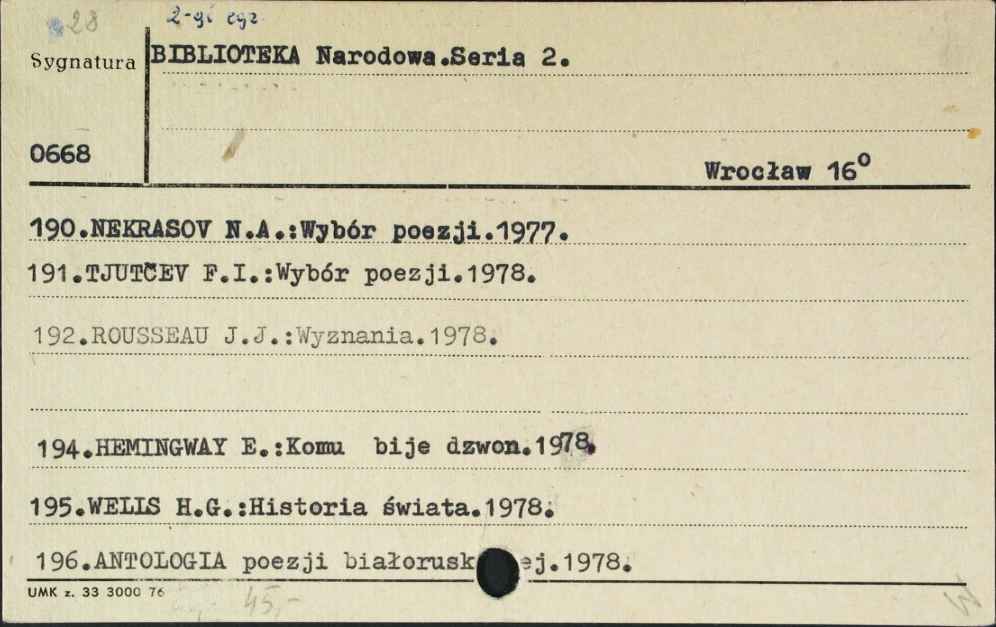 28 2-gi egz.
Sygnatura
BIBLIOTEKA Narodowa.Seria 2.
0668
Wrocław 16⁰
190.NEKRASOV N.A.:Wybór poezji.1977.
191.TJUTČEV F.I.:Wybór poezji.1978.
192.ROUSSEAU J.J.:Wyznania.1978.
194.HEMINGWAY E.:Komu bije dzwon.1978.
195.WELLS H.G.:Historia świata.1978.
196.ANTOLOGIA poezji białorusk ej.1978.
UMK z. 33 3000 76
45,-